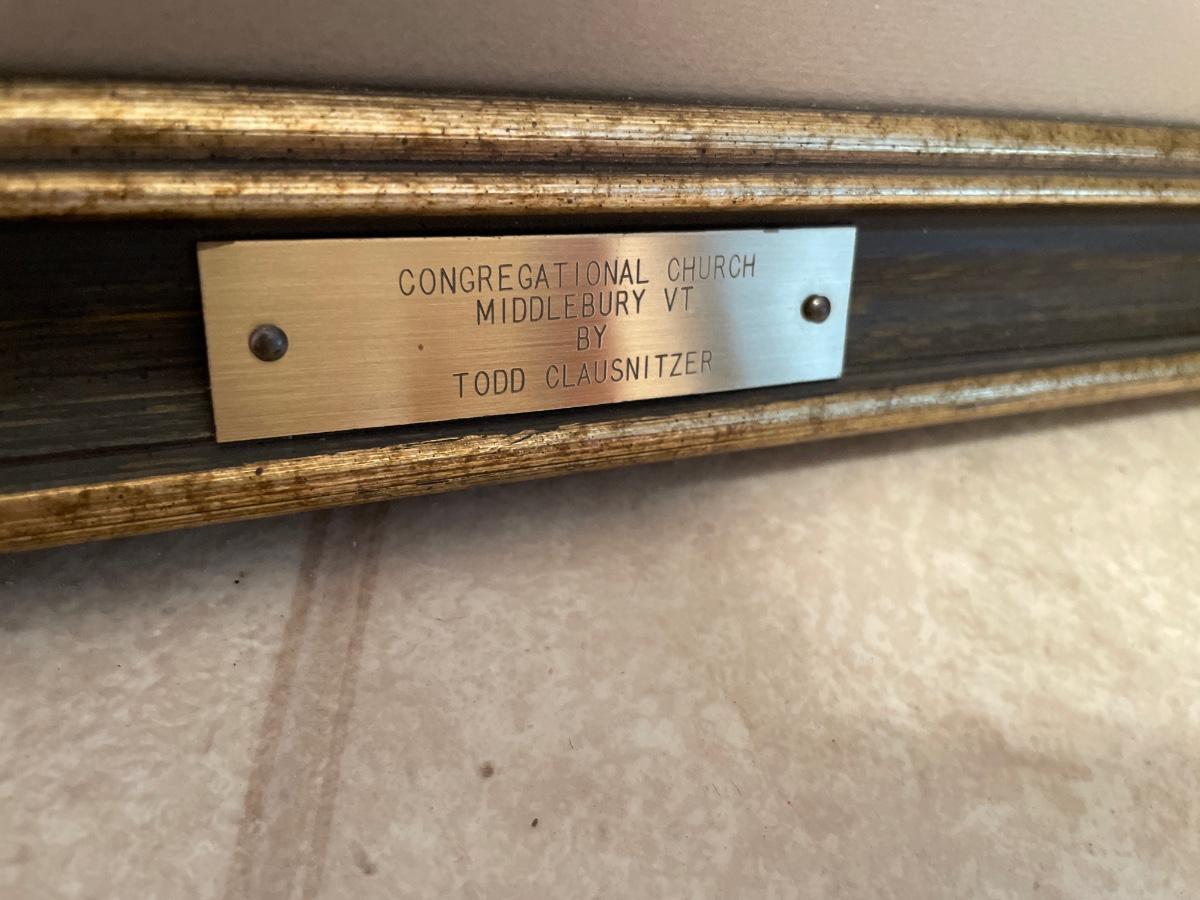 CONGREGATIONAL CHURCH
MIDDLEBURY VT
BY
TODD CLAUSNITZER